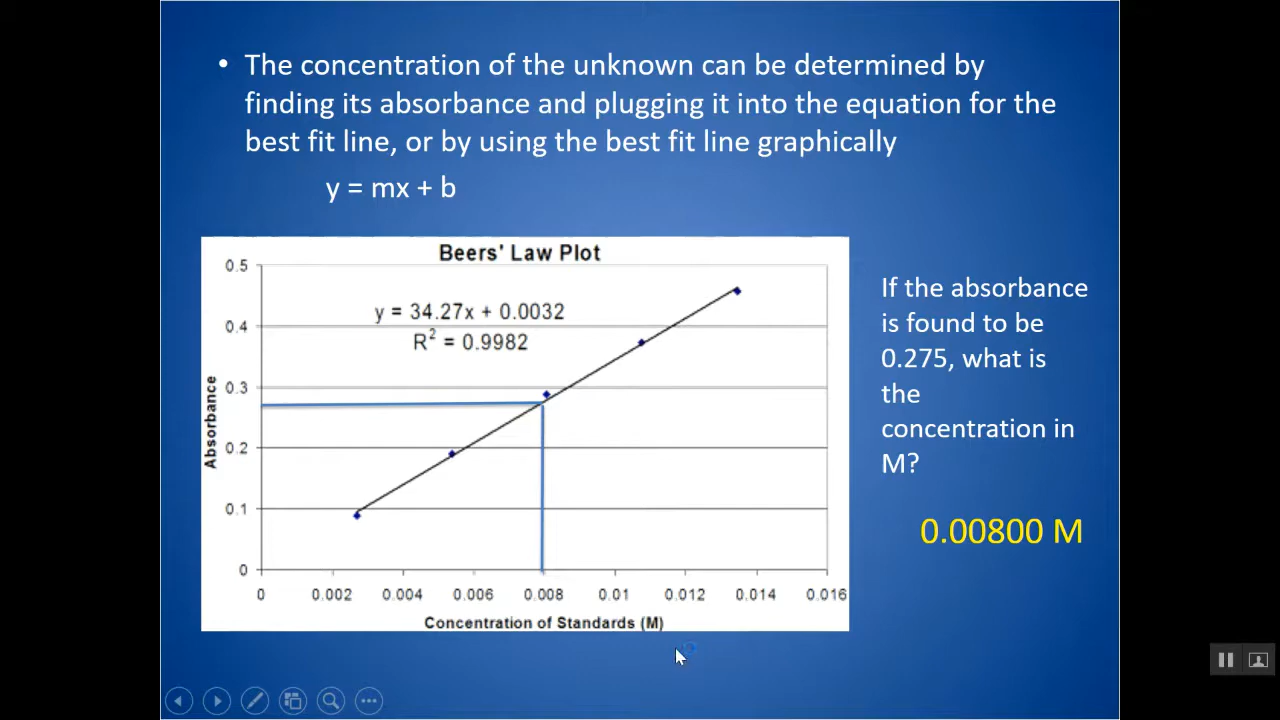 • The concentration of the unknown can be determined by
finding its absorbance and plugging it into the equation for the
best fit line, or by using the best fit line graphically
y = mx + b
Beers' Law Plot
y = 34.27x + 0.0032
R² = 0.9982
Absorbance
0.5
0.4
0.3
0.2
0.1
0
0 0.002 0.004 0.006 0.008 0.01 0.012 0.014 0.016
Concentration of Standards (M)
If the absorbance
is found to be
0.275, what is
the
concentration in
M?
0.00800 M